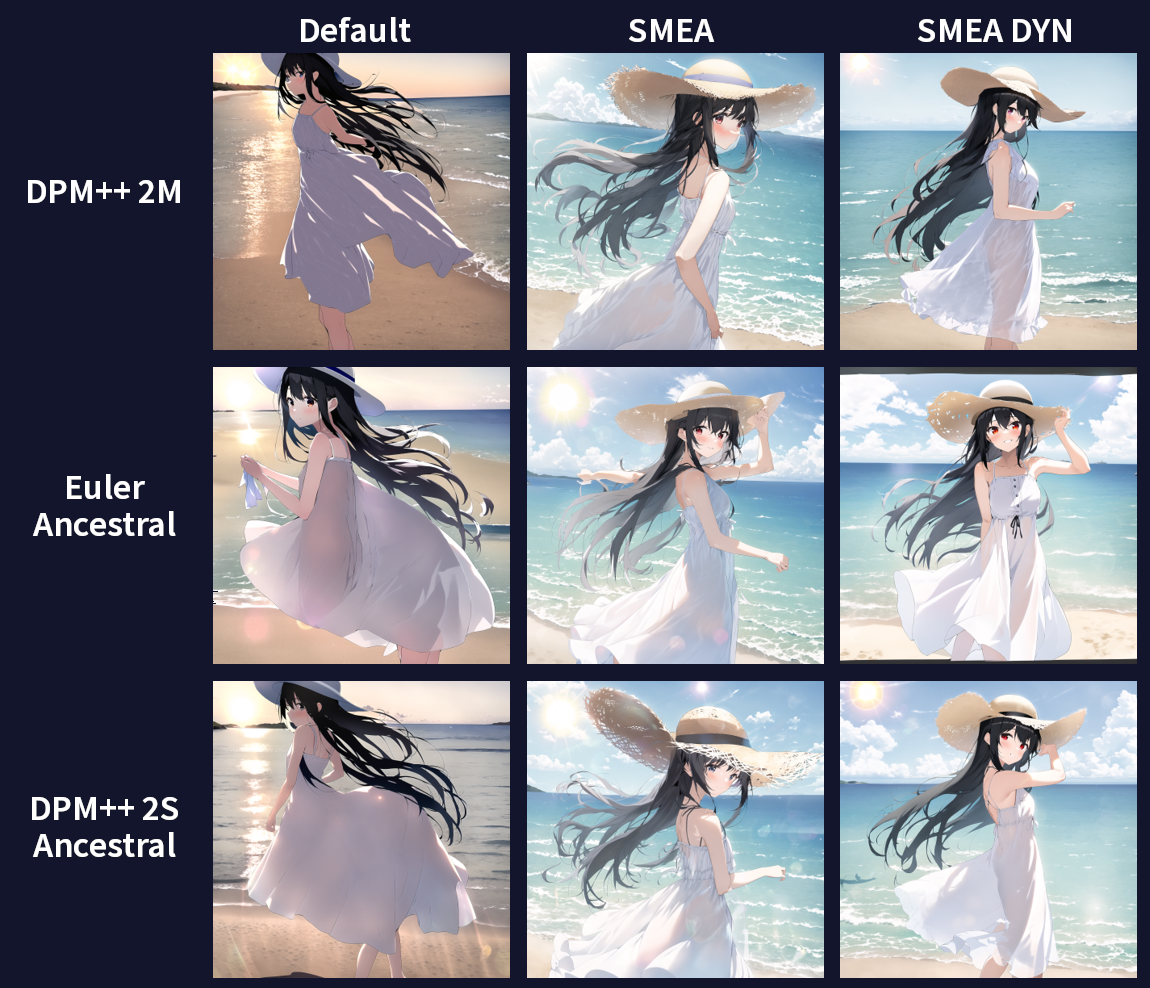 Default
SMEA
SMEA DYN
DPM++ 2M
Euler
Ancestral
DPM++ 2S
Ancestral